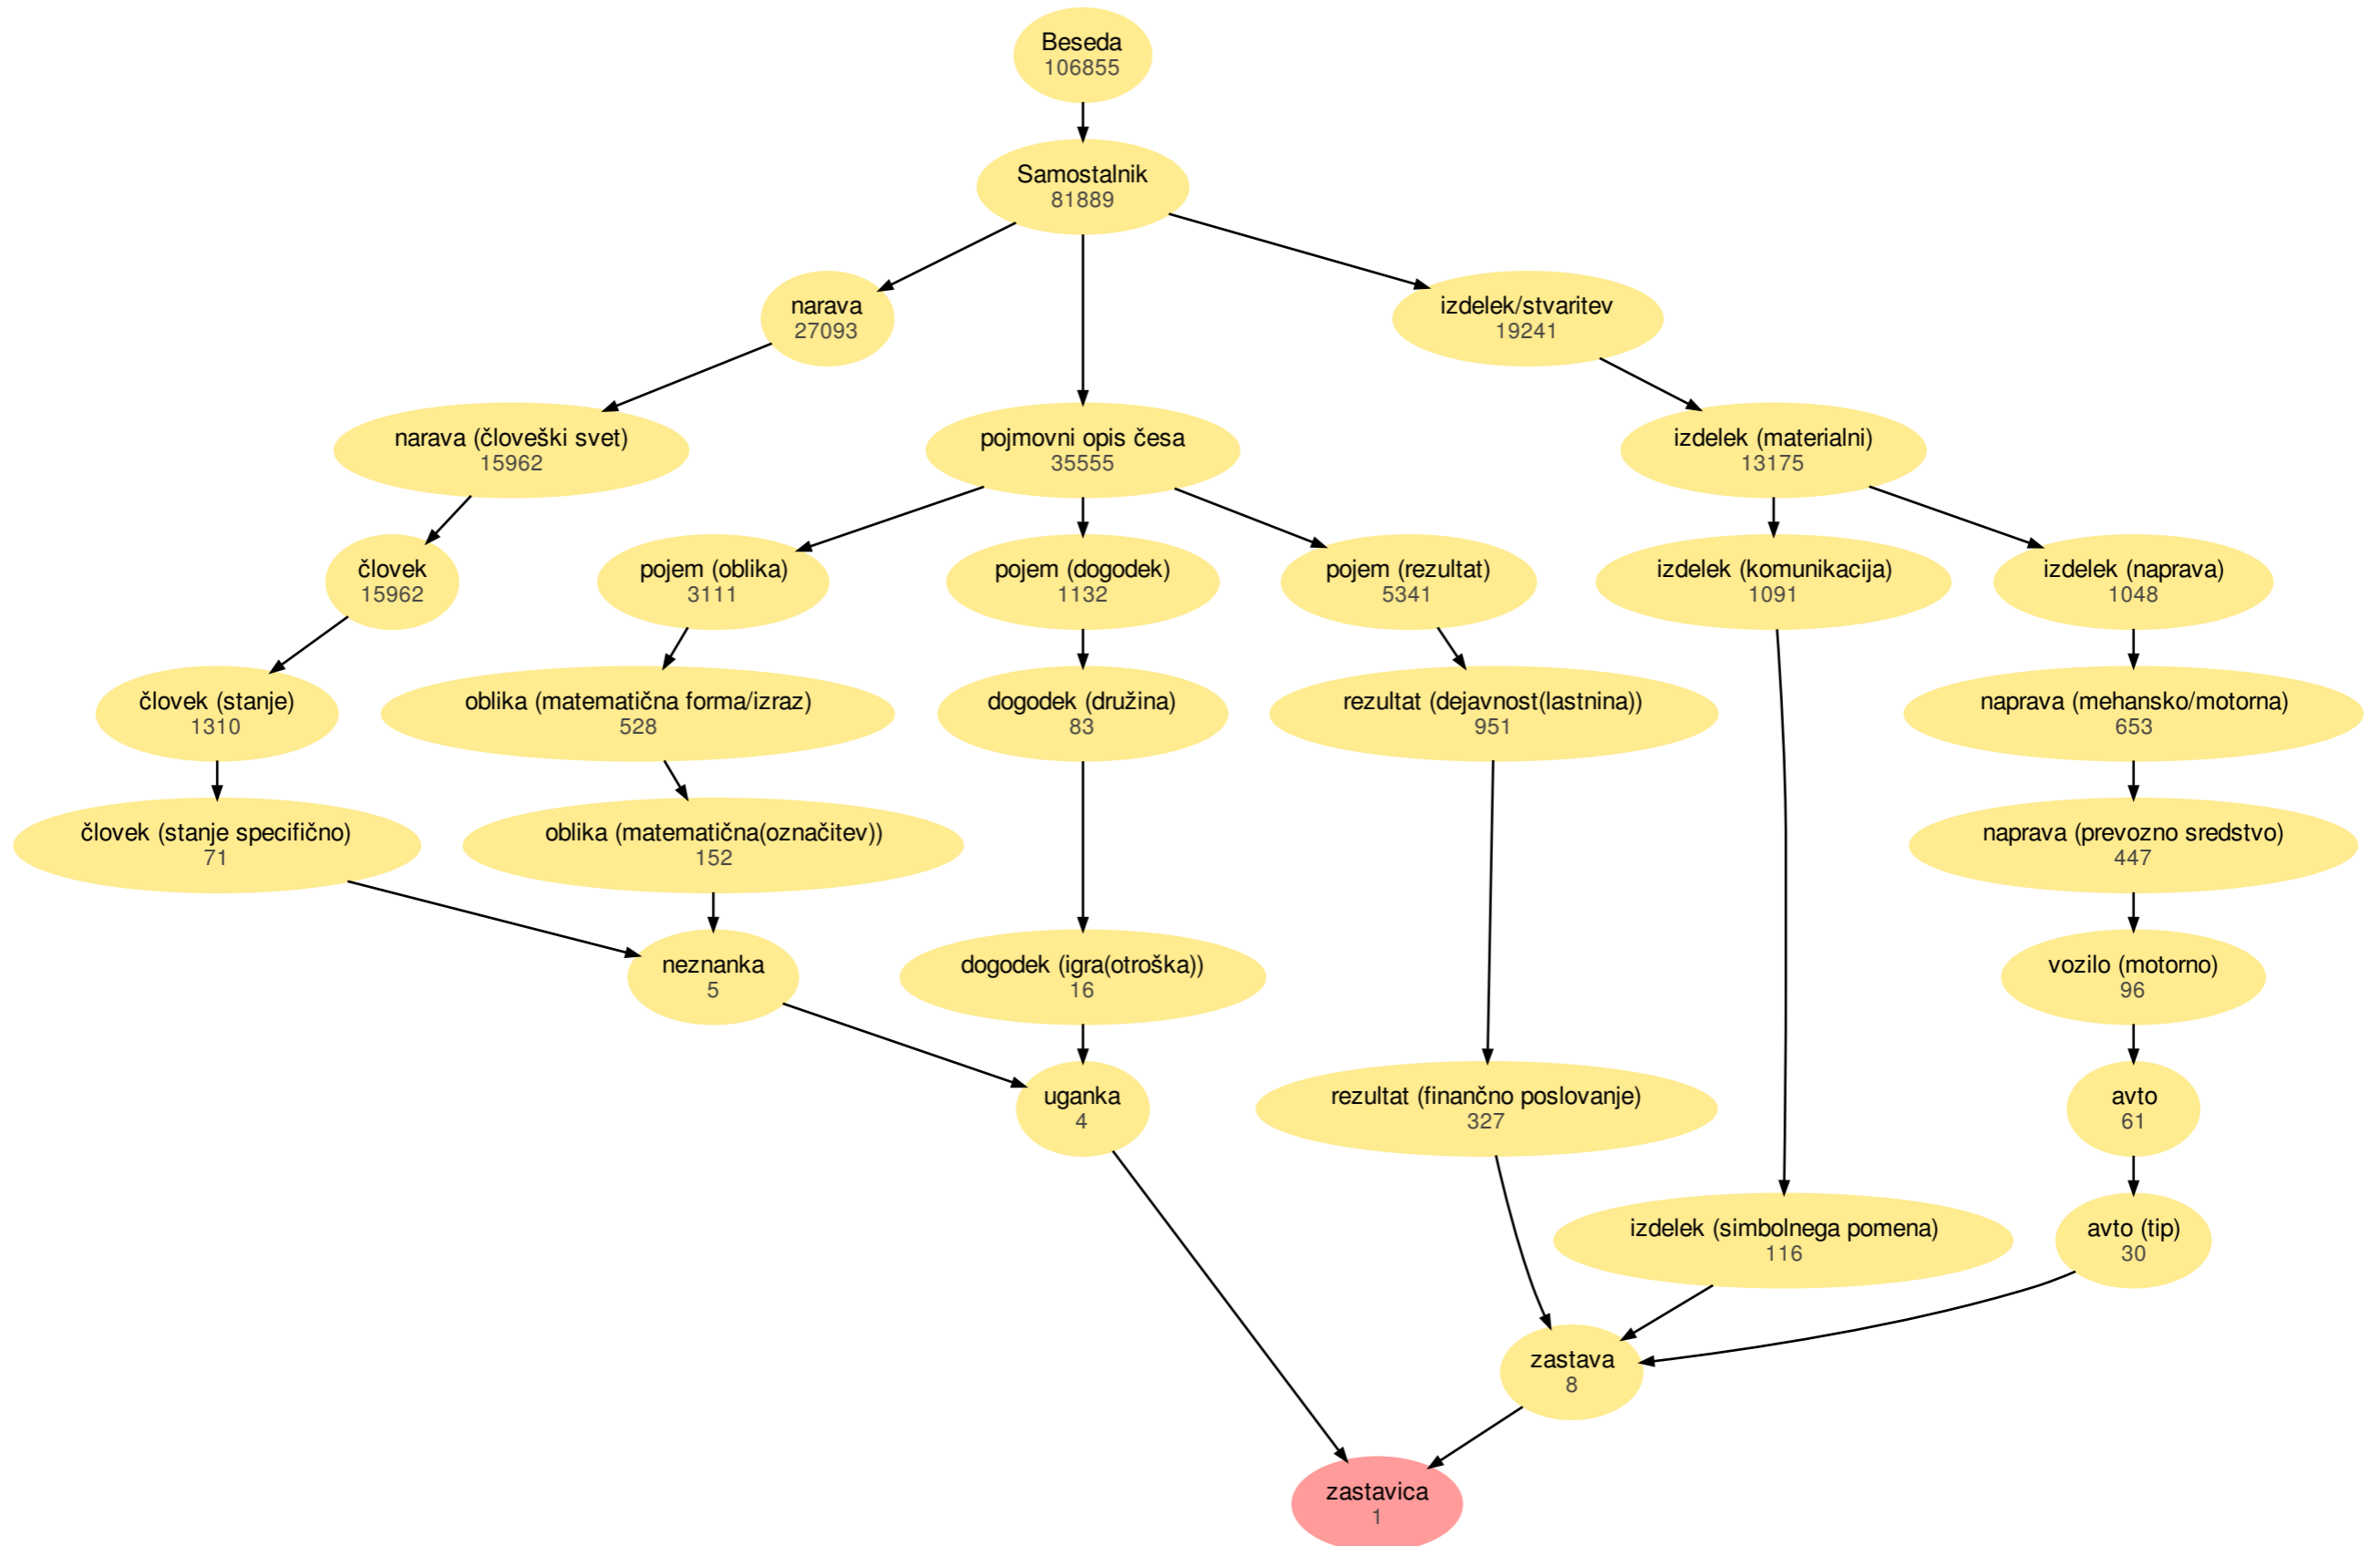 Beseda
106855
Samostalnik
81889
narava
27093
izdelek/stvaritev
19241
narava (človeški svet)
15962
pojmovni opis česa
35555
izdelek (materialni)
13175
človek
15962
pojem (oblika)
3111
pojem (dogodek)
1132
pojem (rezultat)
5341
izdelek (komunikacija)
1091
izdelek (naprava)
1048
človek (stanje)
1310
oblika (matematična forma/izraz)
528
dogodek (družina)
83
rezultat (dejavnost(lastnina))
951
naprava (mehansko/motorna)
653
človek (stanje specifično)
71
oblika (matematična(označitev))
152
naprava (prevozno sredstvo)
447
neznanka
5
dogodek (igra(otroška))
16
vozilo (motorno)
96
uganka
4
rezultat (finančno poslovanje)
327
avto
61
izdelek (simbolnega pomena)
116
avto (tip)
30
zastava
8
zastavica
1